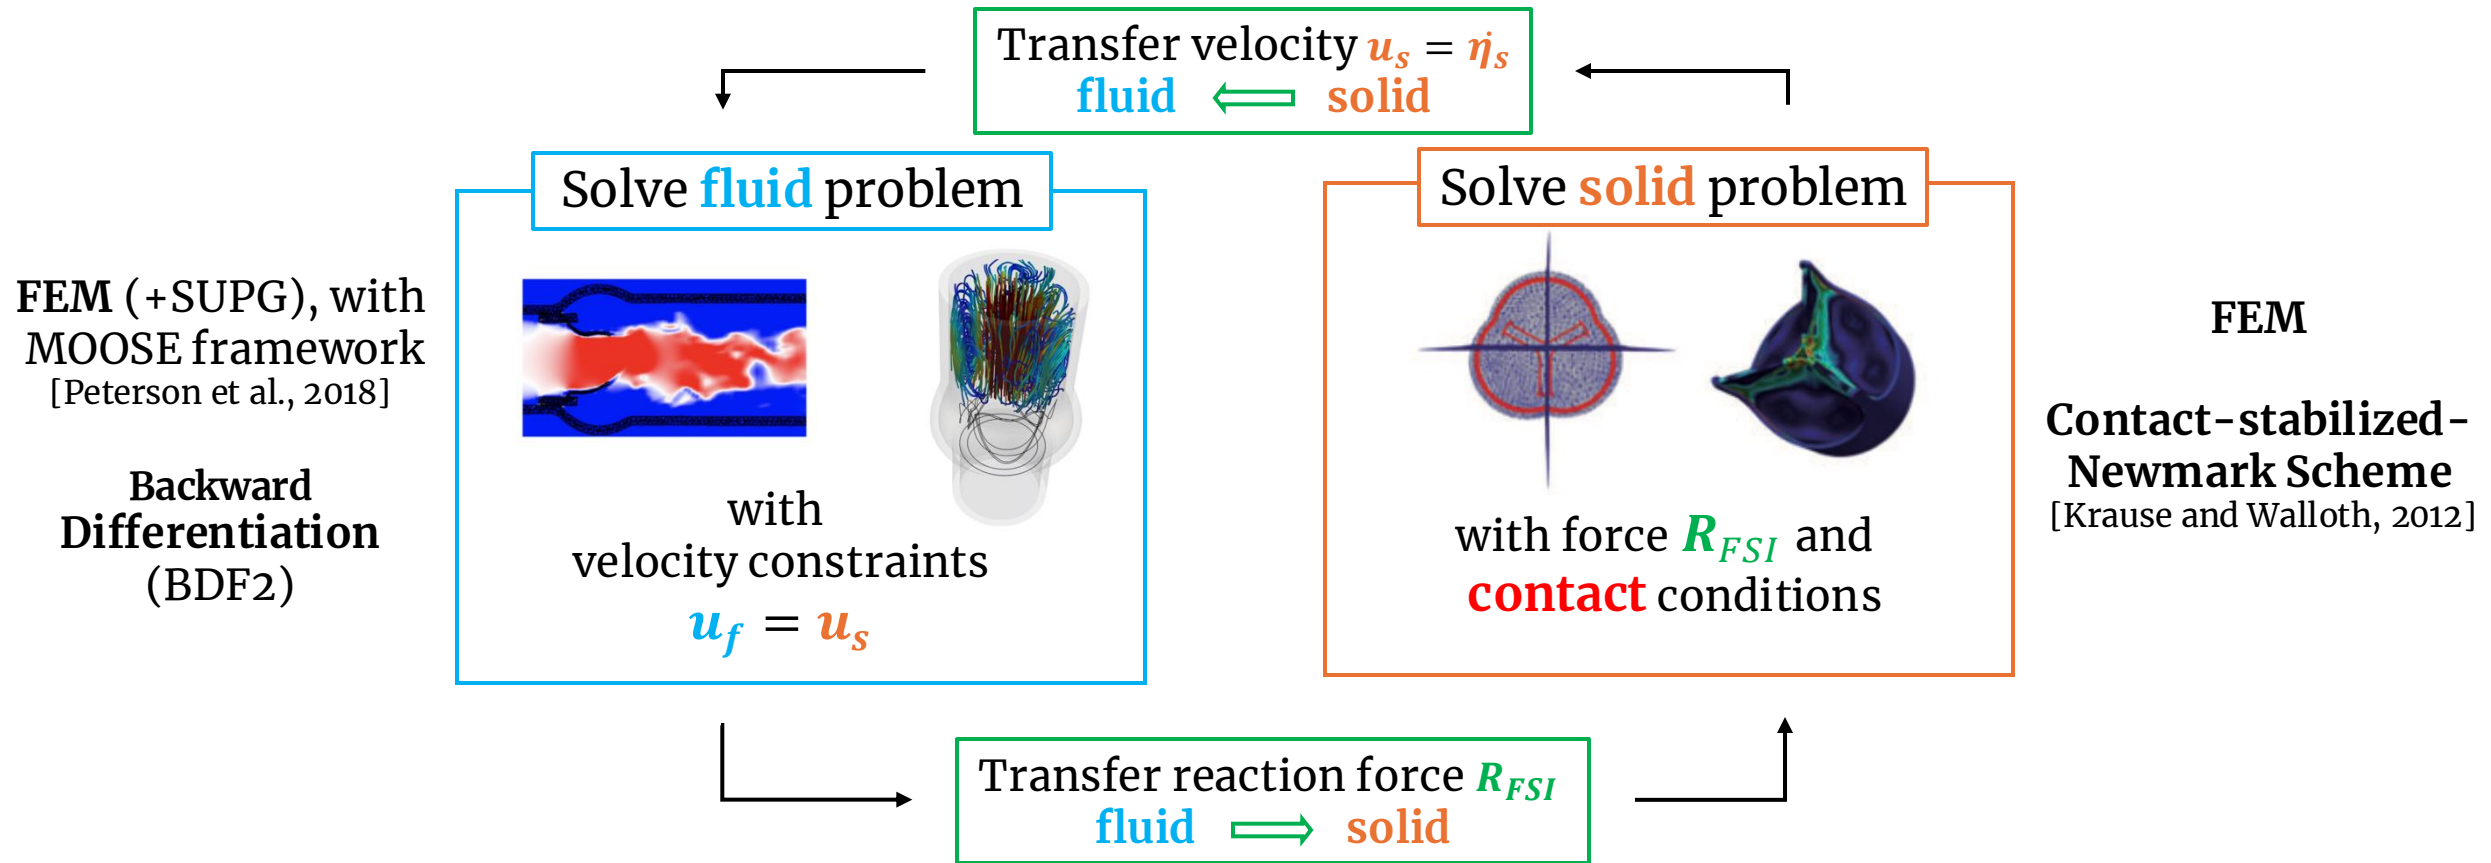 Transfer velocity u_s = η̇_s
fluid ⇐ solid
Solve fluid problem
Solve solid problem
FEM (+SUPG), with
MOOSE framework
[Peterson et al., 2018]
Backward
Differentiation
(BDF2)
with
velocity constraints
u_f = u_s
with force R_FSI and
contact conditions
FEM
Contact-stabilized-
Newmark Scheme
[Krause and Walloth, 2012]
Transfer reaction force R_FSI
fluid ⇒ solid